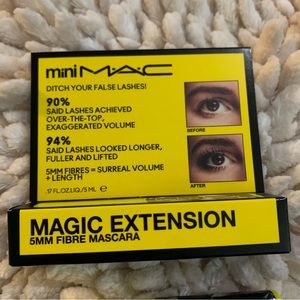 mini M·A·C
DITCH YOUR FALSE LASHES!
90%
SAID LASHES ACHIEVED
OVER-THE-TOP,
EXAGGERATED VOLUME
94%
SAID LASHES LOOKED LONGER,
FULLER AND LIFTED
5MM FIBRES = SURREAL VOLUME
+ LENGTH
.17 FL.OZ.LIQ./5 ML ℮
BEFORE
AFTER
MAGIC EXTENSION
5MM FIBRE MASCARA